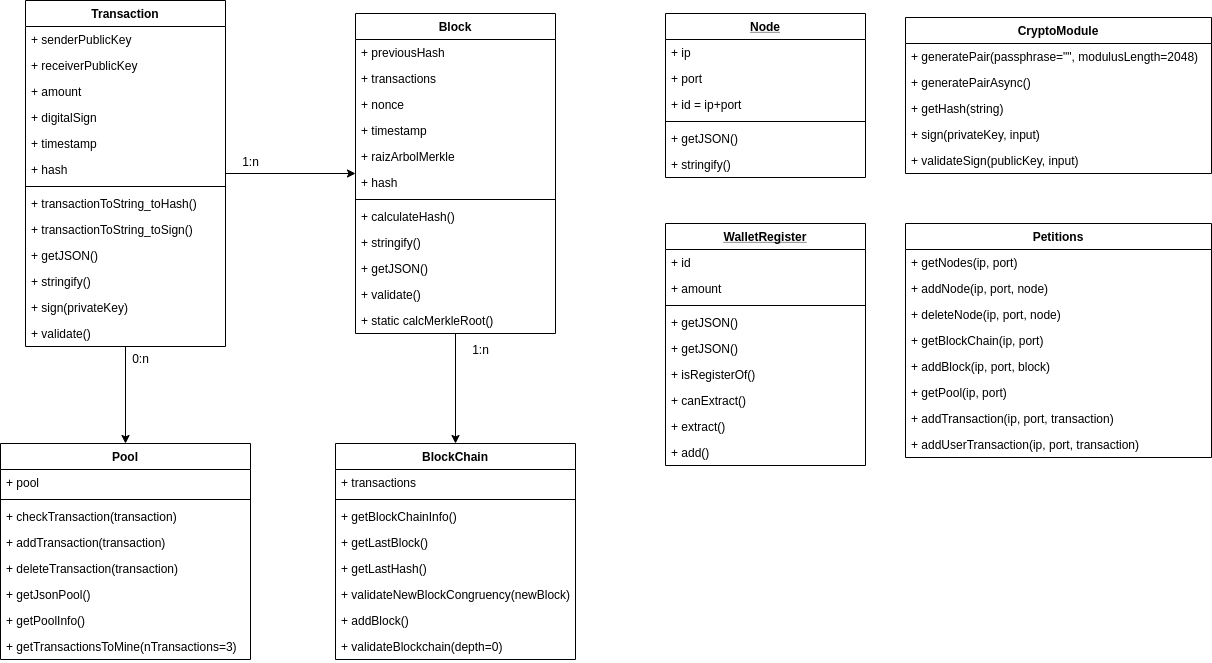 Transaction
+ senderPublicKey
+ receiverPublicKey
+ amount
+ digitalSign
+ timestamp
+ hash
+ transactionToString_toHash()
+ transactionToString_toSign()
+ getJSON()
+ stringify()
+ sign(privateKey)
+ validate()
1:n
0:n
Block
+ previousHash
+ transactions
+ nonce
+ timestamp
+ raizArbolMerkle
+ hash
+ calculateHash()
+ stringify()
+ getJSON()
+ validate()
+ static calcMerkleRoot()
1:n
Pool
+ pool
+ checkTransaction(transaction)
+ addTransaction(transaction)
+ deleteTransaction(transaction)
+ getJsonPool()
+ getPoolInfo()
+ getTransactionsToMine(nTransactions=3)
BlockChain
+ transactions
+ getBlockChainInfo()
+ getLastBlock()
+ getLastHash()
+ validateNewBlockCongruency(newBlock)
+ addBlock()
+ validateBlockchain(depth=0)
Node
+ ip
+ port
+ id = ip+port
+ getJSON()
+ stringify()
CryptoModule
+ generatePair(passphrase="", modulusLength=2048)
+ generatePairAsync()
+ getHash(string)
+ sign(privateKey, input)
+ validateSign(publicKey, input)
WalletRegister
+ id
+ amount
+ getJSON()
+ getJSON()
+ isRegisterOf()
+ canExtract()
+ extract()
+ add()
Petitions
+ getNodes(ip, port)
+ addNode(ip, port, node)
+ deleteNode(ip, port, node)
+ getBlockChain(ip, port)
+ addBlock(ip, port, block)
+ getPool(ip, port)
+ addTransaction(ip, port, transaction)
+ addUserTransaction(ip, port, transaction)